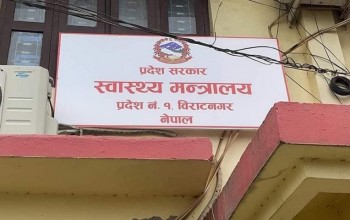 प्रदेश सरकार
स्वास्थ्य मन्त्रालय
प्रदेश नं. १, विराटनगर
नेपाल